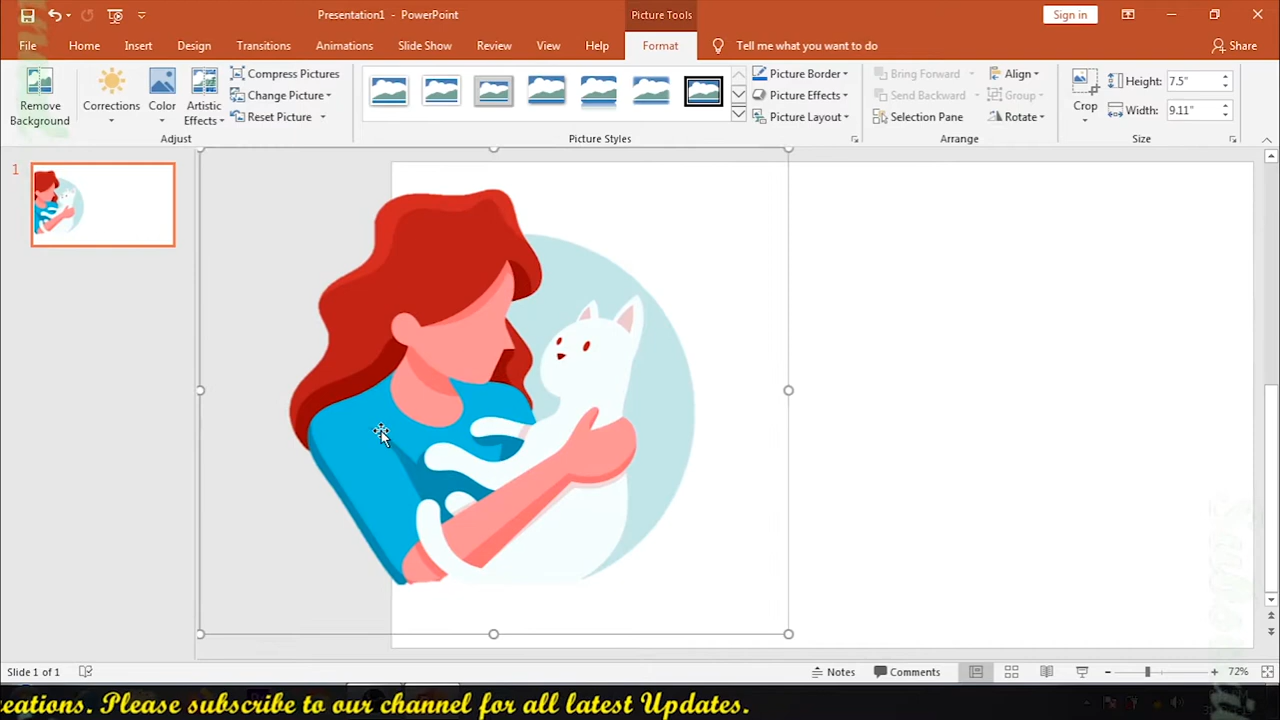 Presentation1 - PowerPoint
Picture Tools
Sign in
File Home Insert Design Transitions Animations Slide Show Review View Help Format Tell me what you want to do Share
Remove Background
Corrections
Color
Artistic Effects
Compress Pictures
Change Picture
Reset Picture
Adjust
Picture Styles
Picture Border
Picture Effects
Picture Layout
Bring Forward
Send Backward
Selection Pane
Align
Group
Rotate
Arrange
Crop
Height: 7.5"
Width: 9.11"
Size
1
Slide 1 of 1
Notes
Comments
72%
eations. Please subscribe to our channel for all latest Updates.